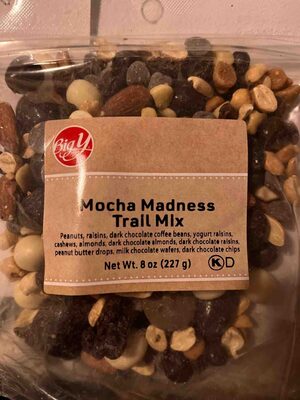 Big Y
Mocha Madness
Trail Mix
Peanuts, raisins, dark chocolate coffee beans, yogurt raisins,
cashews, almonds, dark chocolate almonds, dark chocolate raisins,
peanut butter drops, milk chocolate wafers, dark chocolate chips
Net Wt. 8 oz (227 g)
K D